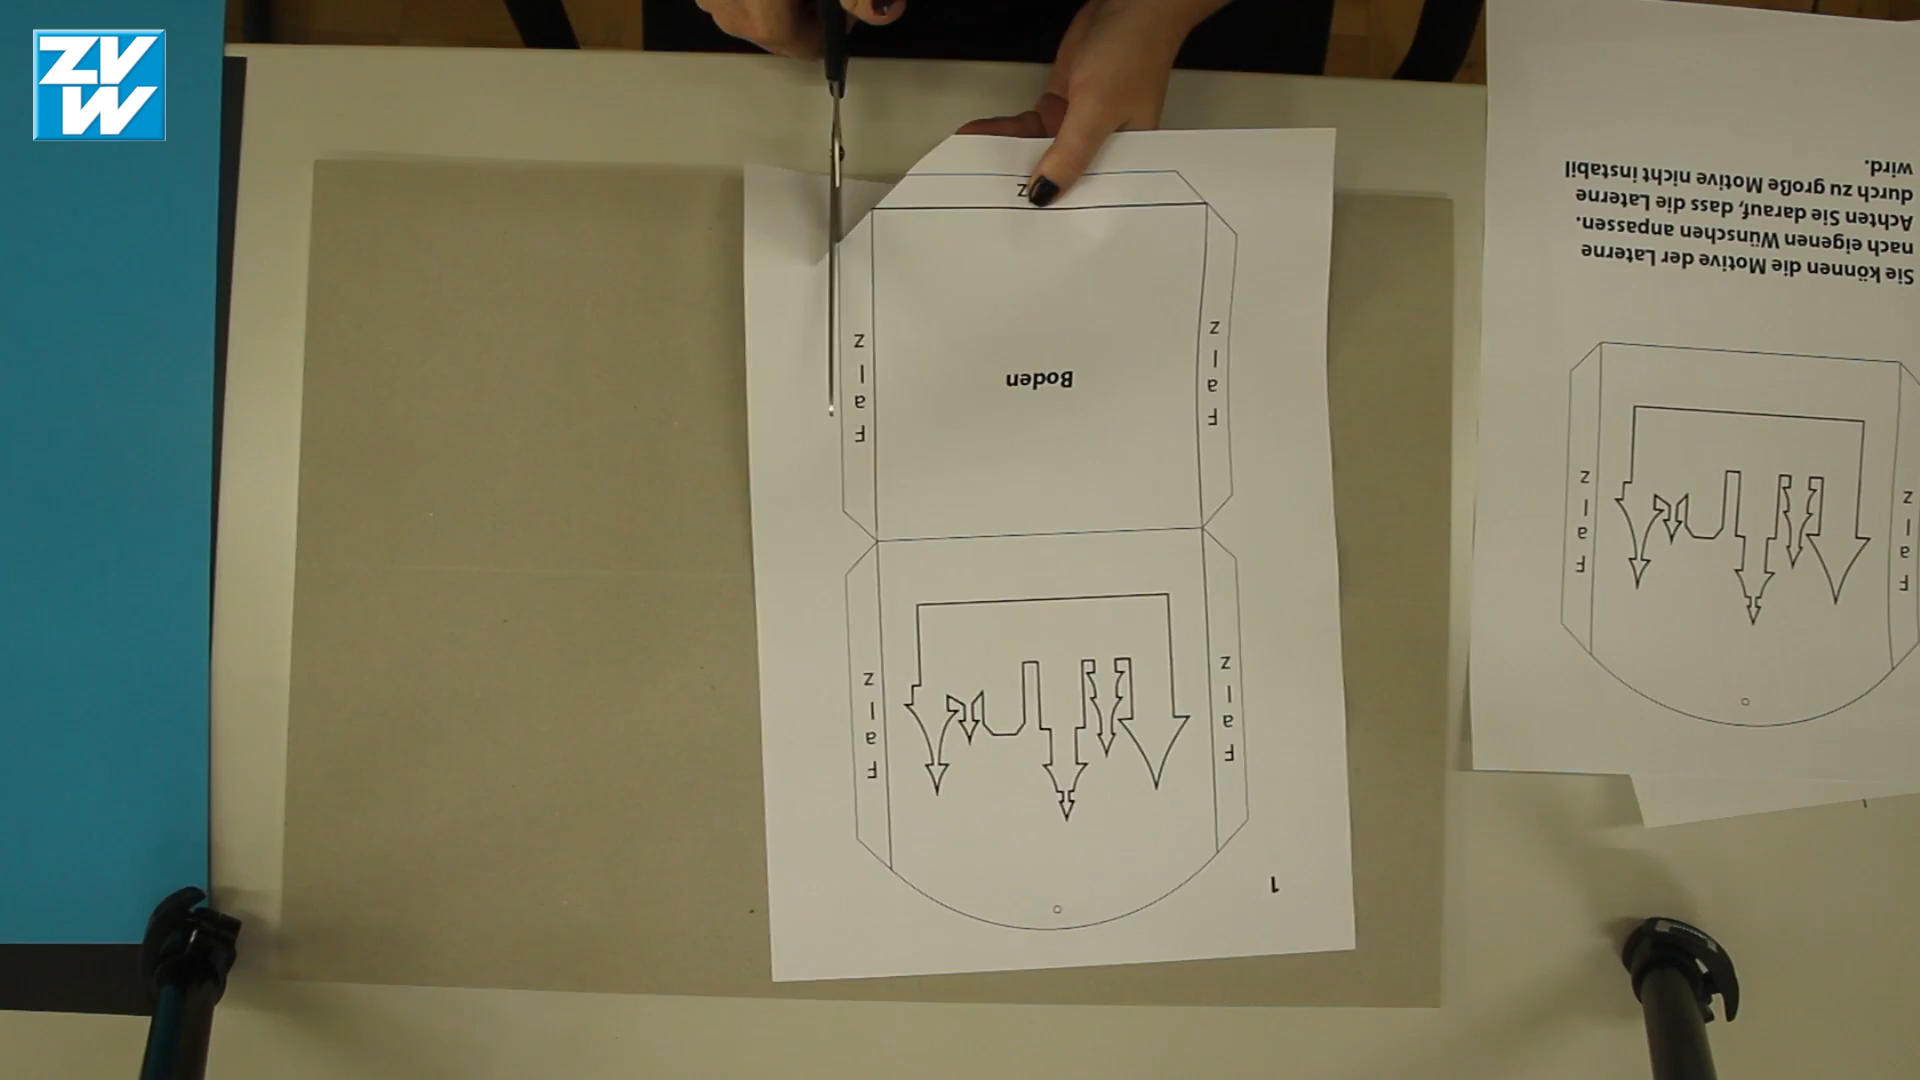 ZVW
Sie können die Motive der Laterne
nach eigenen Wünschen anpassen.
Achten Sie darauf, dass die Laterne
durch zu große Motive nicht instabil
wird.
Falz
Falz
1
Falz
Falz
Boden
Falz
Falz
z